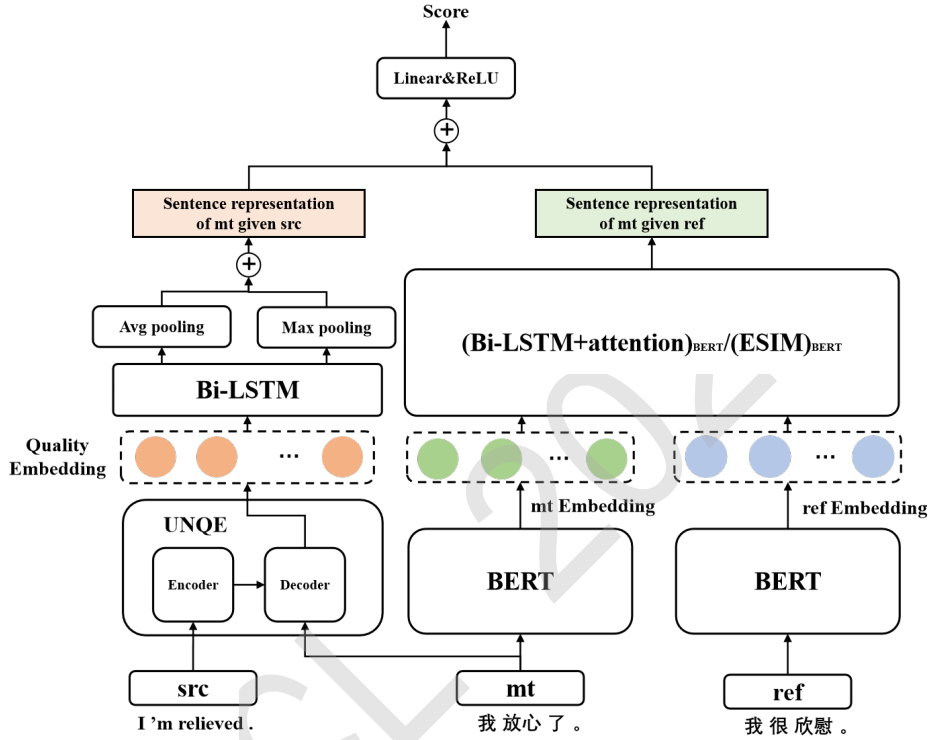 Score
Linear&ReLU
+
Sentence representation
of mt given src
Sentence representation
of mt given ref
+
Avg pooling
Max pooling
(Bi-LSTM+attention)BERT/(ESIM)BERT
Bi-LSTM
Quality
Embedding
...
...
...
mt Embedding
ref Embedding
UNQE
Encoder
Decoder
BERT
BERT
src
mt
ref
I 'm relieved .
我 放心 了 。
我 很 欣慰 。
CL 202